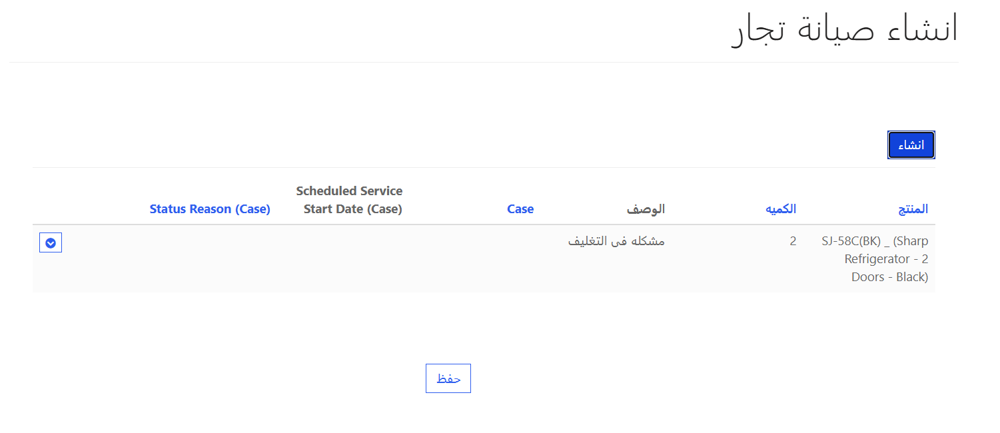 انشاء صيانة تجار
انشاء
المنتج
الكميه
الوصف
Case
Scheduled Service
Start Date (Case)
Status Reason (Case)
SJ-58C(BK) _ (Sharp
Refrigerator - 2
Doors - Black)
2
مشكله فى التغليف
حفظ